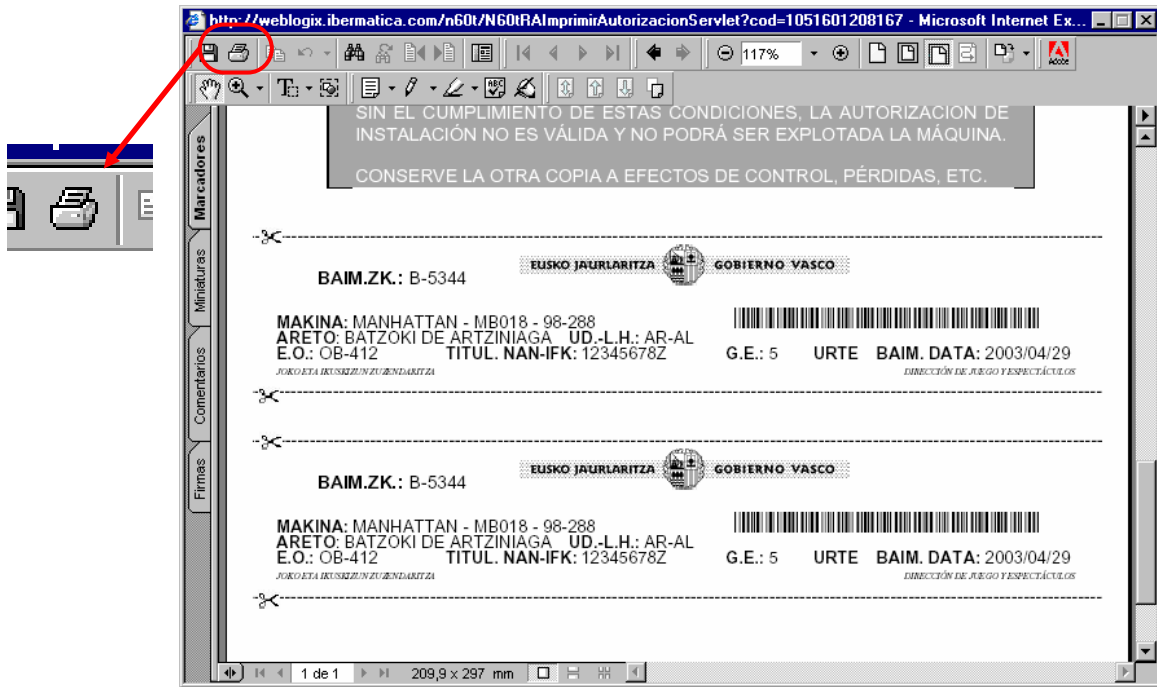 http://weblogix.ibermatica.com/n60t/N60tRAImprimirAutorizacionServlet?cod=1051601208167 - Microsoft Internet Ex...
117%
Adobe
SIN EL CUMPLIMIENTO DE ESTAS CONDICIONES, LA AUTORIZACION DE
INSTALACIÓN NO ES VÁLIDA Y NO PODRÁ SER EXPLOTADA LA MÁQUINA.
CONSERVE LA OTRA COPIA A EFECTOS DE CONTROL, PÉRDIDAS, ETC.
Marcadores
Miniaturas
Comentarios
Firmas
EUSKO JAURLARITZA GOBIERNO VASCO
BAIM.ZK.: B-5344
MAKINA: MANHATTAN - MB018 - 98-288
ARETO: BATZOKI DE ARTZINIAGA UD.-L.H.: AR-AL
E.O.: OB-412 TITUL. NAN-IFK: 12345678Z G.E.: 5 URTE BAIM. DATA: 2003/04/29
JOKO ETA IKUSKIZUN ZUZENDARITZA DIRECCIÓN DE JUEGO Y ESPECTÁCULOS
EUSKO JAURLARITZA GOBIERNO VASCO
BAIM.ZK.: B-5344
MAKINA: MANHATTAN - MB018 - 98-288
ARETO: BATZOKI DE ARTZINIAGA UD.-L.H.: AR-AL
E.O.: OB-412 TITUL. NAN-IFK: 12345678Z G.E.: 5 URTE BAIM. DATA: 2003/04/29
JOKO ETA IKUSKIZUN ZUZENDARITZA DIRECCIÓN DE JUEGO Y ESPECTÁCULOS
1 de 1 209,9 x 297 mm